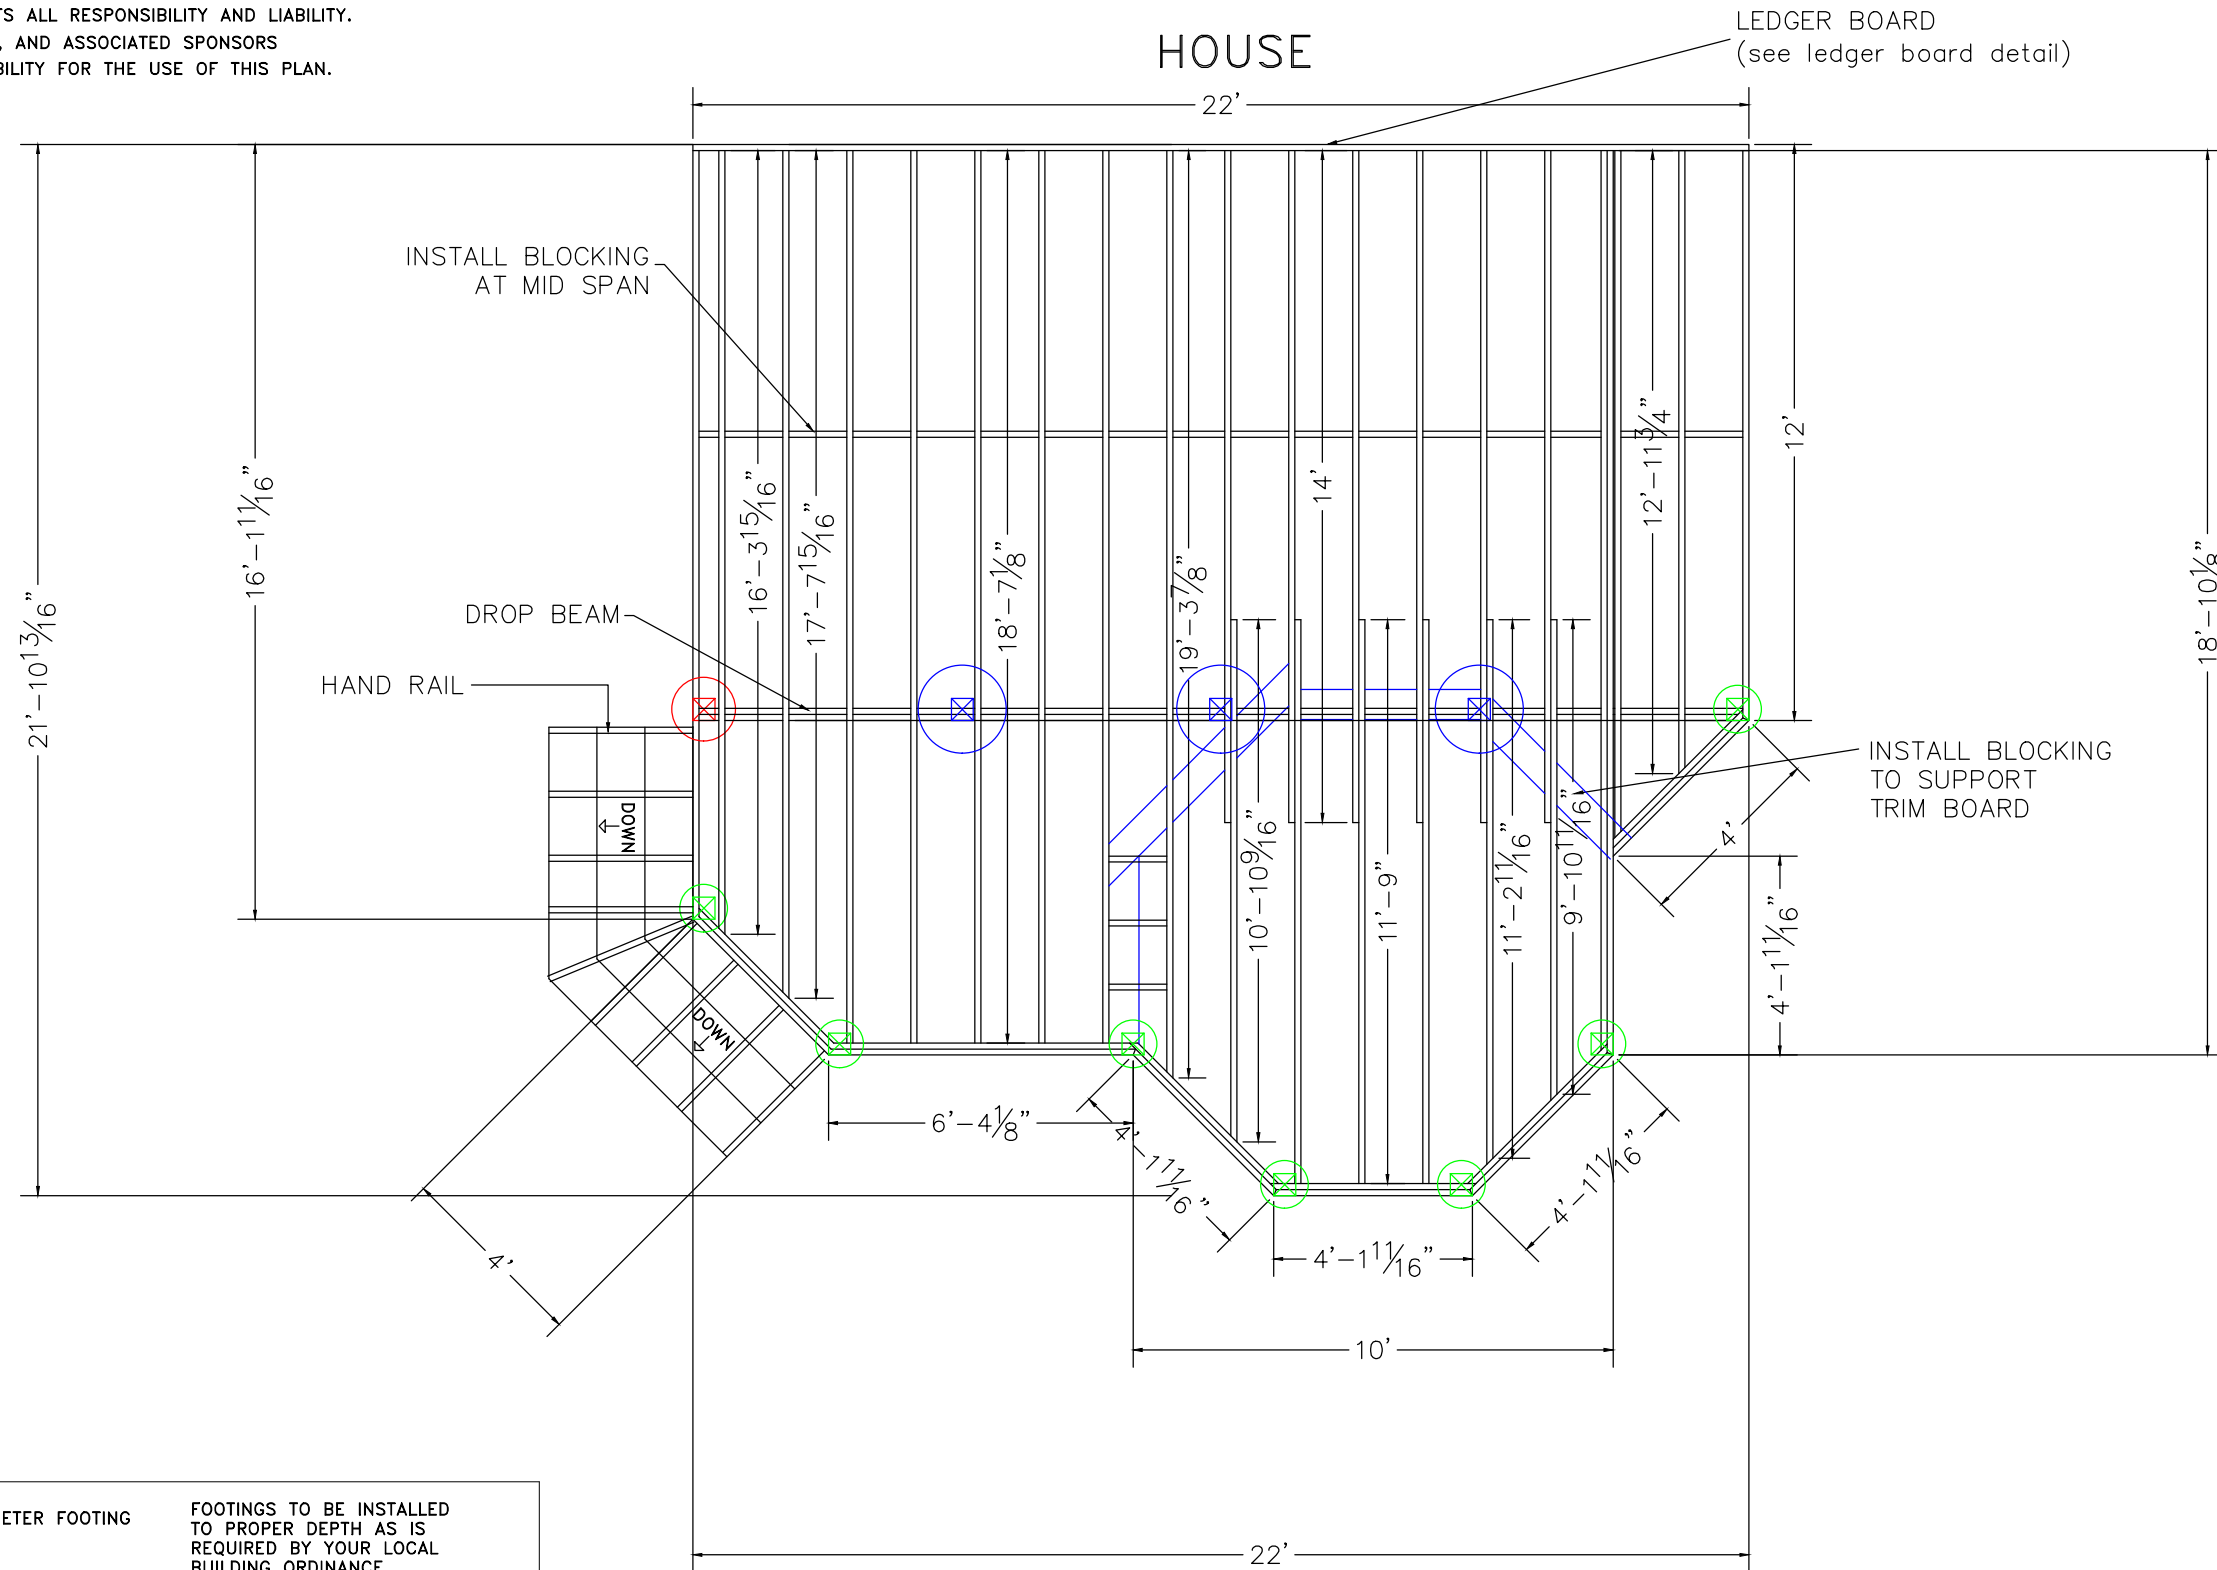 TS ALL RESPONSIBILITY AND LIABILITY.
, AND ASSOCIATED SPONSORS
BILITY FOR THE USE OF THIS PLAN.
HOUSE
LEDGER BOARD
(see ledger board detail)
22'
INSTALL BLOCKING
AT MID SPAN
DROP BEAM
HAND RAIL
21'-10 13/16"
16'-1 11/16"
16'-3 15/16"
17'-7 15/16"
18'-7 1/8"
19'-3 7/8"
14'
12'-11 3/4"
12'
18'-10 1/8"
10'-10 9/16"
11'-9"
11'-2 11/16"
9'-10 11/16"
INSTALL BLOCKING
TO SUPPORT
TRIM BOARD
4'
4'-1 11/16"
DOWN
DOWN
6'-4 1/8"
4'-1 11/16"
4'-1 11/16"
4'-1 11/16"
4'
10'
22'
ETER FOOTING
FOOTINGS TO BE INSTALLED
TO PROPER DEPTH AS IS
REQUIRED BY YOUR LOCAL
BUILDING ORDINANCE